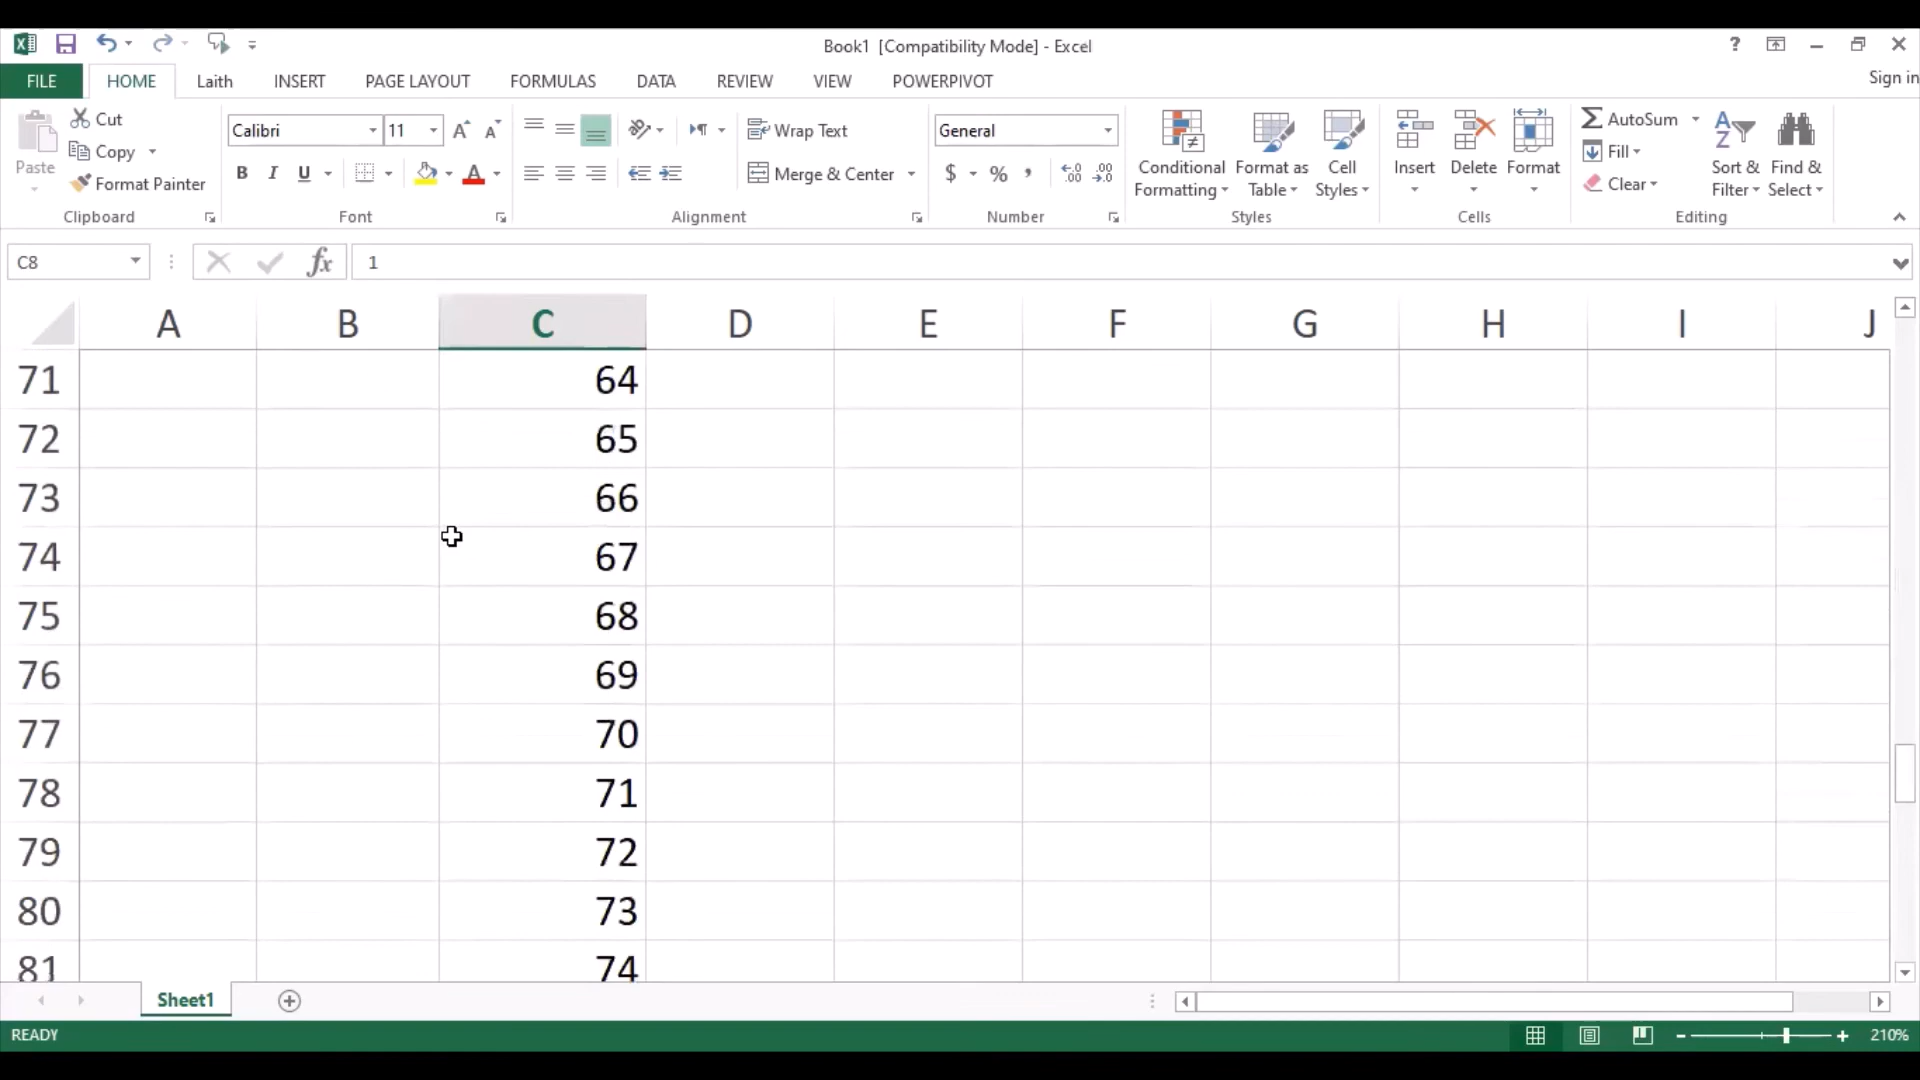 Book1 [Compatibility Mode] - Excel
?
FILE HOME Laith INSERT PAGE LAYOUT FORMULAS DATA REVIEW VIEW POWERPIVOT Sign in
Paste
Cut
Copy
Format Painter
Clipboard
Calibri 11 A A
B I U A
Font
Wrap Text
Merge & Center
Alignment
General
$ % , .0 .00 .00 .0
Number
Conditional Formatting
Format as Table
Cell Styles
Styles
Insert Delete Format
Cells
AutoSum
Fill
Clear
Sort & Filter
Find & Select
Editing
C8 fx 1
A B C D E F G H I J
71 64
72 65
73 66
74 67
75 68
76 69
77 70
78 71
79 72
80 73
81 74
Sheet1
READY 210%